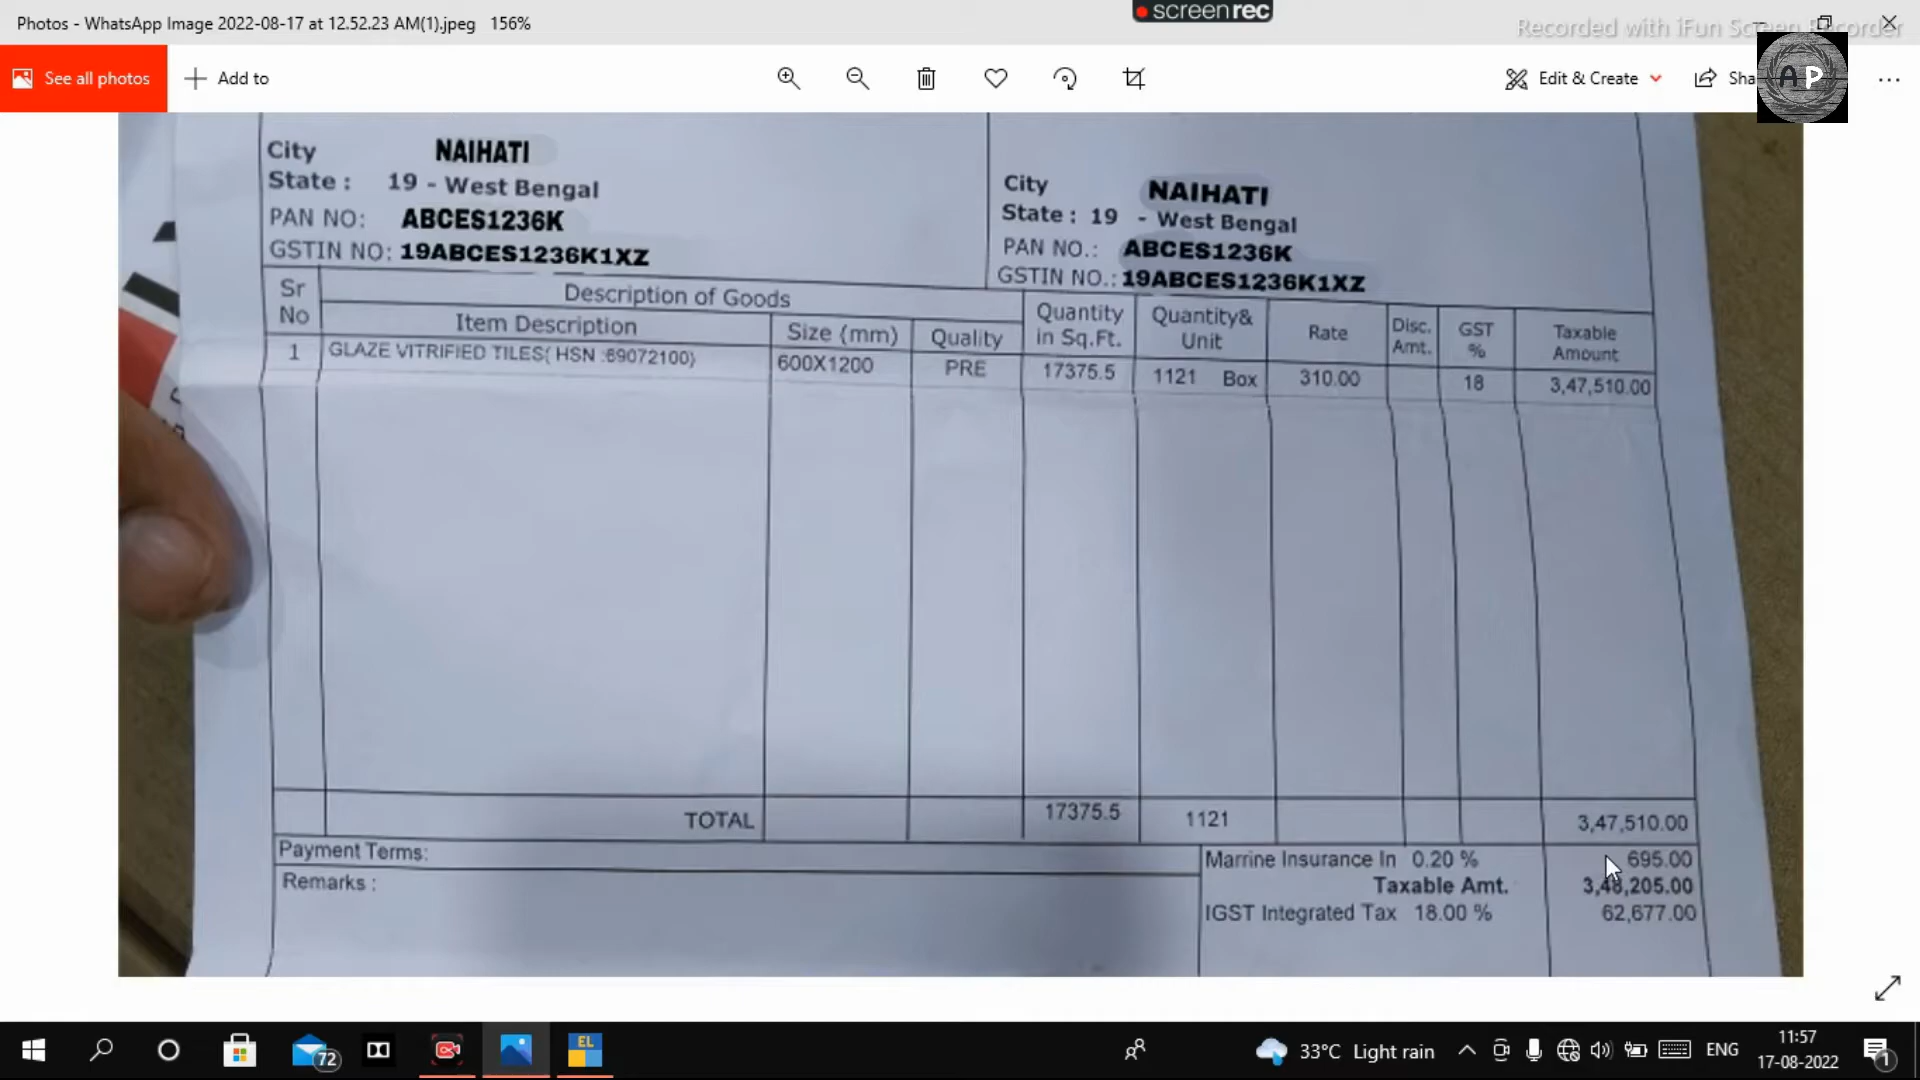 Photos - WhatsApp Image 2022-08-17 at 12.52.23 AM(1).jpeg 156%
screenrec
Recorded with iFun Screen
See all photos
Add to
Edit & Create
Sha
AP
City NAIHATI
State : 19 - West Bengal
PAN NO: ABCES1236K
GSTIN NO: 19ABCES1236K1XZ
City NAIHATI
State : 19 - West Bengal
PAN NO.: ABCES1236K
GSTIN NO.: 19ABCES1236K1XZ
Sr No
Description of Goods
Item Description
Size (mm)
Quality
Quantity in Sq.Ft.
Quantity& Unit
Rate
Disc. Amt.
GST %
Taxable Amount
1 GLAZE VITRIFIED TILES( HSN :69072100) 600X1200 PRE 17375.5 1121 Box 310.00 18 3,47,510.00
TOTAL 17375.5 1121 3,47,510.00
Payment Terms:
Remarks :
Marrine Insurance In 0.20 % 695.00
Taxable Amt. 3,48,205.00
IGST Integrated Tax 18.00 % 62,677.00
72
EL
33°C Light rain
ENG
11:57
17-08-2022
1